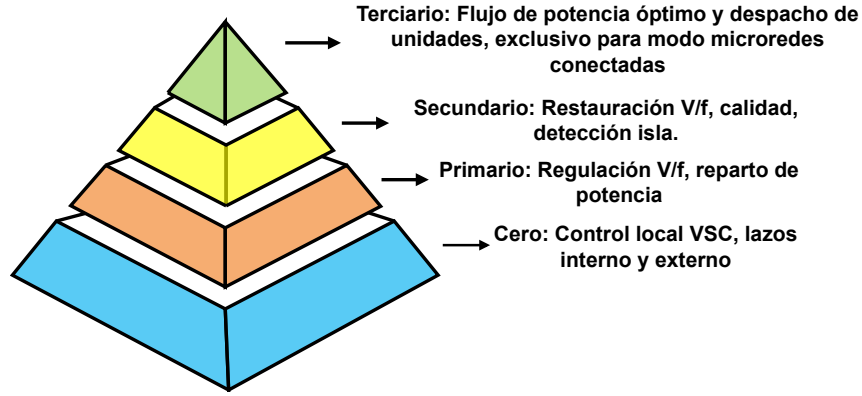 Terciario: Flujo de potencia óptimo y despacho de
unidades, exclusivo para modo microredes
conectadas
Secundario: Restauración V/f, calidad,
detección isla.
Primario: Regulación V/f, reparto de
potencia
Cero: Control local VSC, lazos
interno y externo